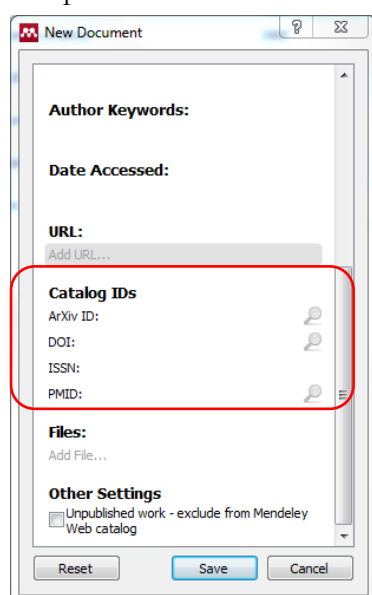 New Document
Author Keywords:
Date Accessed:
URL:
Add URL...
Catalog IDs
ArXiv ID:
DOI:
ISSN:
PMID:
Files:
Add File...
Other Settings
Unpublished work - exclude from Mendeley
Web catalog
Reset Save Cancel